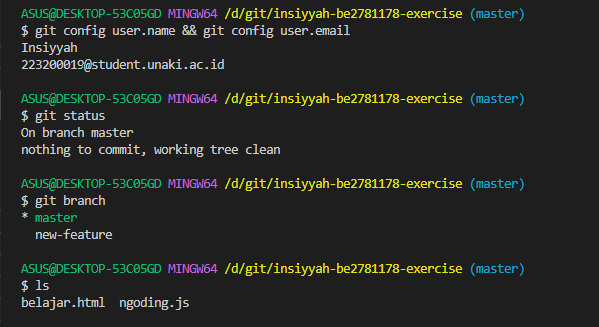 ASUS@DESKTOP-53C05GD MINGW64 /d/git/insiyyah-be2781178-exercise (master)
$ git config user.name && git config user.email
Insiyyah
223200019@student.unaki.ac.id
ASUS@DESKTOP-53C05GD MINGW64 /d/git/insiyyah-be2781178-exercise (master)
$ git status
On branch master
nothing to commit, working tree clean
ASUS@DESKTOP-53C05GD MINGW64 /d/git/insiyyah-be2781178-exercise (master)
$ git branch
* master
  new-feature
ASUS@DESKTOP-53C05GD MINGW64 /d/git/insiyyah-be2781178-exercise (master)
$ ls
belajar.html  ngoding.js